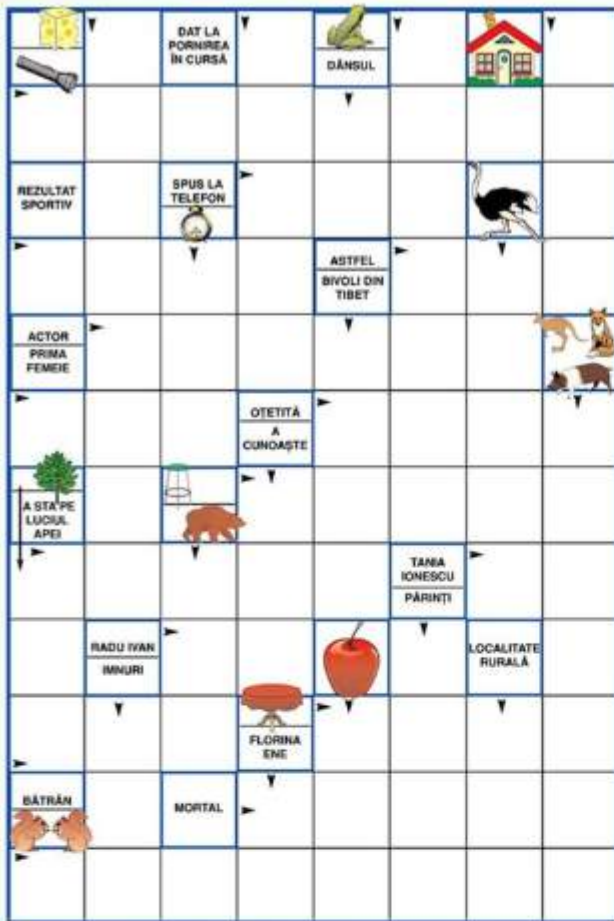 DAT LA
PORNIREA
ÎN CURSĂ
DÂNSUL
REZULTAT
SPORTIV
SPUS LA
TELEFON
ASTFEL
BIVOLI DIN
TIBET
ACTOR
PRIMA
FEMEIE
OȚETITĂ
A
CUNOAȘTE
A STA PE
LUCIUL
APEI
TANIA
IONESCU
PĂRINȚI
RADU IVAN
IMNURI
LOCALITATE
RURALĂ
FLORINA
ENE
BĂTRÂN
MORTAL